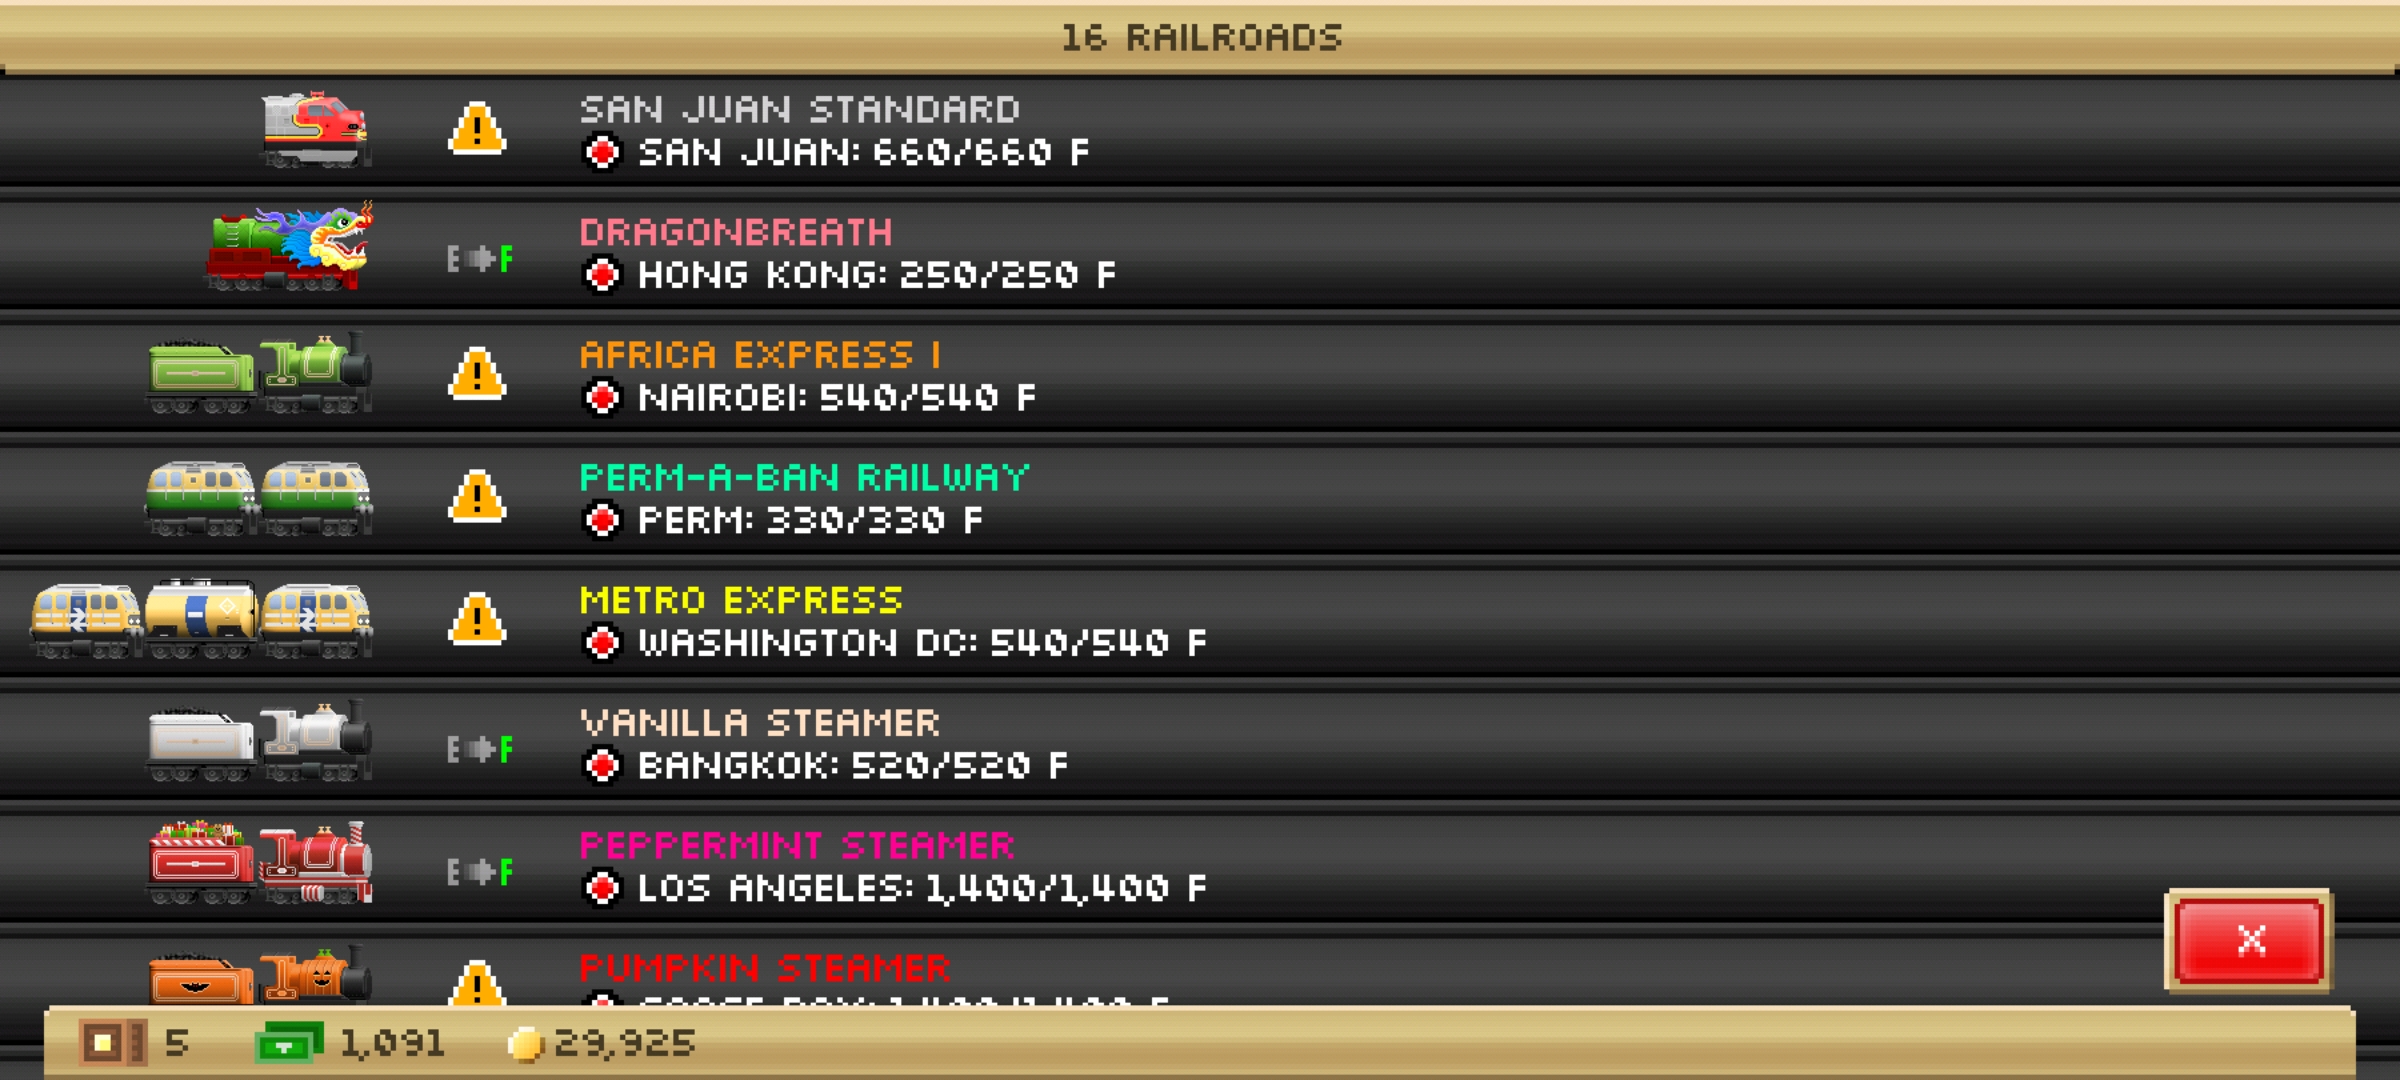 16 RAILROADS
SAN JUAN STANDARD
SAN JUAN: 660/660 F
DRAGONBREATH
E F
HONG KONG: 250/250 F
AFRICA EXPRESS I
NAIROBI: 540/540 F
PERM-A-BAN RAILWAY
PERM: 330/330 F
METRO EXPRESS
WASHINGTON DC: 540/540 F
VANILLA STEAMER
E F
BANGKOK: 520/520 F
PEPPERMINT STEAMER
E F
LOS ANGELES: 1,400/1,400 F
PUMPKIN STEAMER
X
5 1,091 29,925